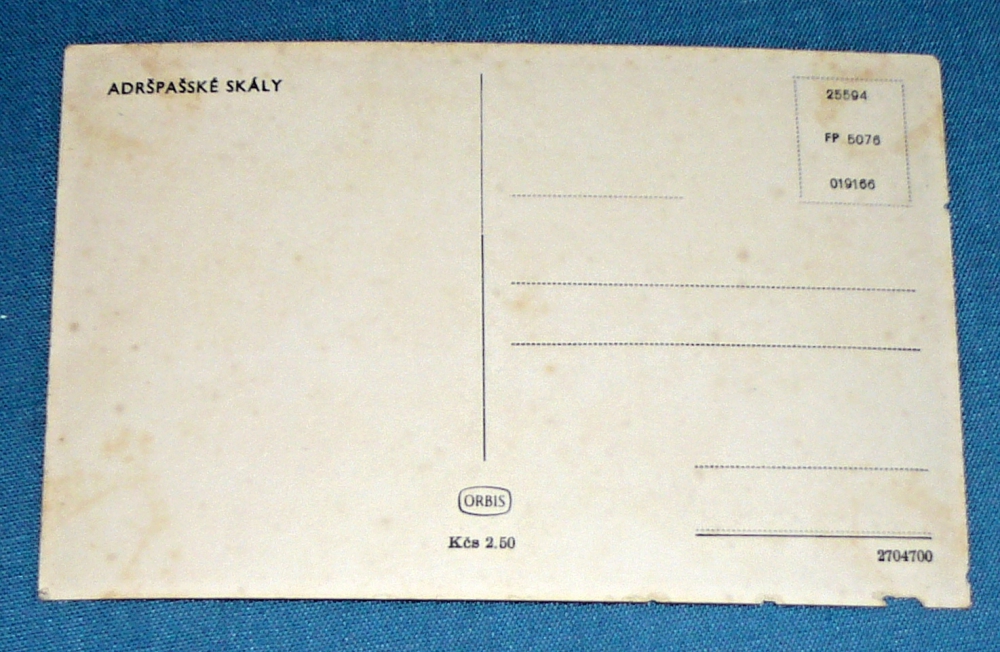 ADRŠPAŠSKÉ SKÁLY
25594
FP 5076
019166
ORBIS
Kčs 2.50
2704700